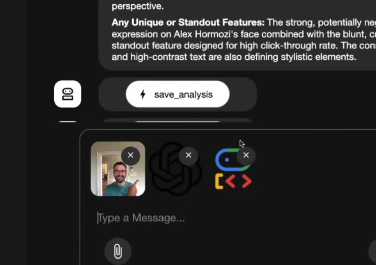 perspective.
Any Unique or Standout Features: The strong, potentially neg
expression on Alex Hormozi's face combined with the blunt, c
standout feature designed for high click-through rate. The cons
and high-contrast text are also defining stylistic elements.
save_analysis
Type a Message...